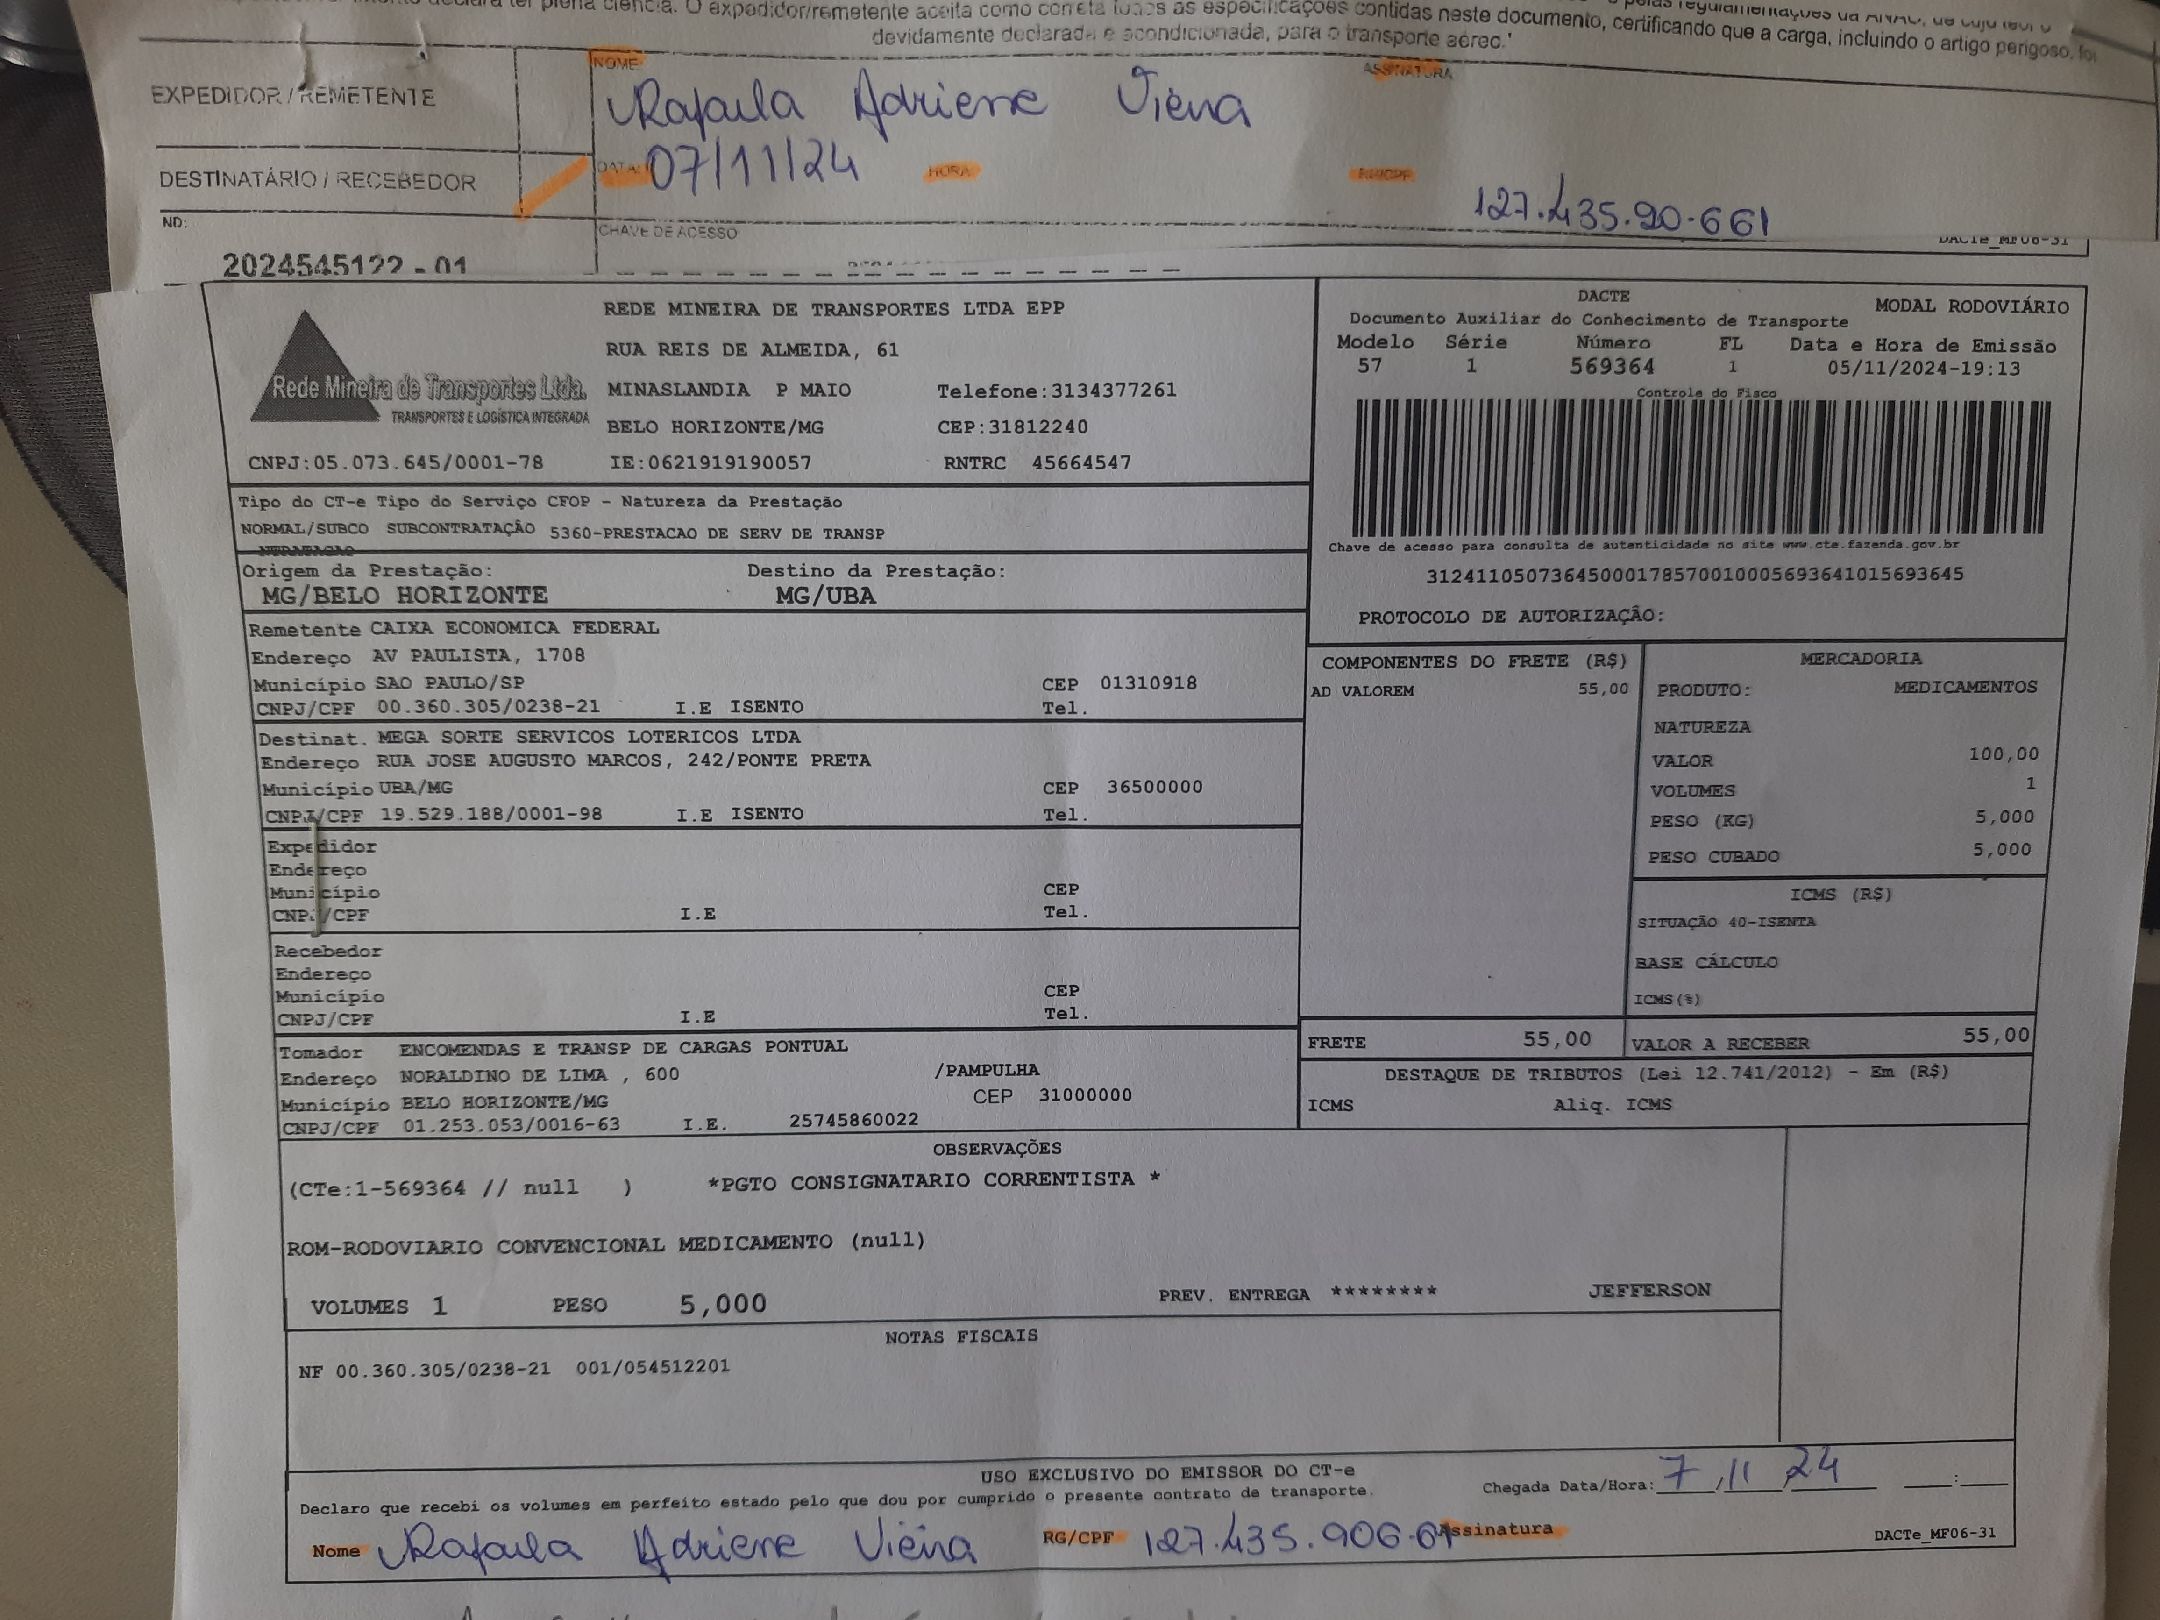 declara ter plena ciência. O expedidor/remetente aceita como correta todas as especificações contidas neste documento, certificando que a carga, incluindo o artigo perigoso, foi
devidamente declarada e acondicionada, para o transporte aéreo."
EXPEDIDOR / REMETENTE
NOME
Rafaela Adriene Vieira
ASSINATURA
DESTINATÁRIO / RECEBEDOR
DATA: 07/11/24
HORA
127.435.90-661
ND:
CHAVE DE ACESSO
2024545122-01
DACTe_MF06-31
Rede Mineira de Transportes Ltda.
TRANSPORTES E LOGÍSTICA INTEGRADA
REDE MINEIRA DE TRANSPORTES LTDA EPP
RUA REIS DE ALMEIDA, 61
MINASLANDIA P MAIO Telefone:3134377261
BELO HORIZONTE/MG CEP:31812240
CNPJ:05.073.645/0001-78 IE:0621919190057 RNTRC 45664547
DACTE MODAL RODOVIÁRIO
Documento Auxiliar do Conhecimento de Transporte
Modelo Série Número FL Data e Hora de Emissão
57 1 569364 1 05/11/2024-19:13
Controle do Fisco
Chave de acesso para consulta de autenticidade no site www.cte.fazenda.gov.br
31241105073645000178570010005693641015693645
PROTOCOLO DE AUTORIZAÇÃO:
Tipo do CT-e Tipo do Serviço CFOP - Natureza da Prestação
NORMAL/SUBCO SUBCONTRATAÇÃO 5360-PRESTACAO DE SERV DE TRANSP
Origem da Prestação: Destino da Prestação:
MG/BELO HORIZONTE MG/UBA
Remetente CAIXA ECONOMICA FEDERAL
Endereço AV PAULISTA, 1708
Município SAO PAULO/SP CEP 01310918
CNPJ/CPF 00.360.305/0238-21 I.E ISENTO Tel.
Destinat. MEGA SORTE SERVICOS LOTERICOS LTDA
Endereço RUA JOSE AUGUSTO MARCOS, 242/PONTE PRETA
Município UBA/MG CEP 36500000
CNPJ/CPF 19.529.188/0001-98 I.E ISENTO Tel.
Expedidor
Endereço
Município CEP
CNPJ/CPF I.E Tel.
Recebedor
Endereço
Município CEP
CNPJ/CPF I.E Tel.
Tomador ENCOMENDAS E TRANSP DE CARGAS PONTUAL
Endereço NORALDINO DE LIMA , 600 /PAMPULHA
Município BELO HORIZONTE/MG CEP 31000000
CNPJ/CPF 01.253.053/0016-63 I.E. 25745860022
COMPONENTES DO FRETE (R$)
AD VALOREM 55,00
MERCADORIA
PRODUTO: MEDICAMENTOS
NATUREZA
VALOR 100,00
VOLUMES 1
PESO (KG) 5,000
PESO CUBADO 5,000
ICMS (R$)
SITUAÇÃO 40-ISENTA
BASE CÁLCULO
ICMS(%)
FRETE 55,00 VALOR A RECEBER 55,00
DESTAQUE DE TRIBUTOS (Lei 12.741/2012) - Em (R$)
ICMS Aliq. ICMS
OBSERVAÇÕES
(CTe:1-569364 // null ) *PGTO CONSIGNATARIO CORRENTISTA *
ROM-RODOVIARIO CONVENCIONAL MEDICAMENTO (null)
VOLUMES 1 PESO 5,000 PREV. ENTREGA ******** JEFFERSON
NOTAS FISCAIS
NF 00.360.305/0238-21 001/054512201
USO EXCLUSIVO DO EMISSOR DO CT-e
Declaro que recebi os volumes em perfeito estado pelo que dou por cumprido o presente contrato de transporte.
Chegada Data/Hora: 7/11/24 __:__
Nome Rafaela Adriene Vieira RG/CPF 127.435.906-61 Assinatura
DACTe_MF06-31